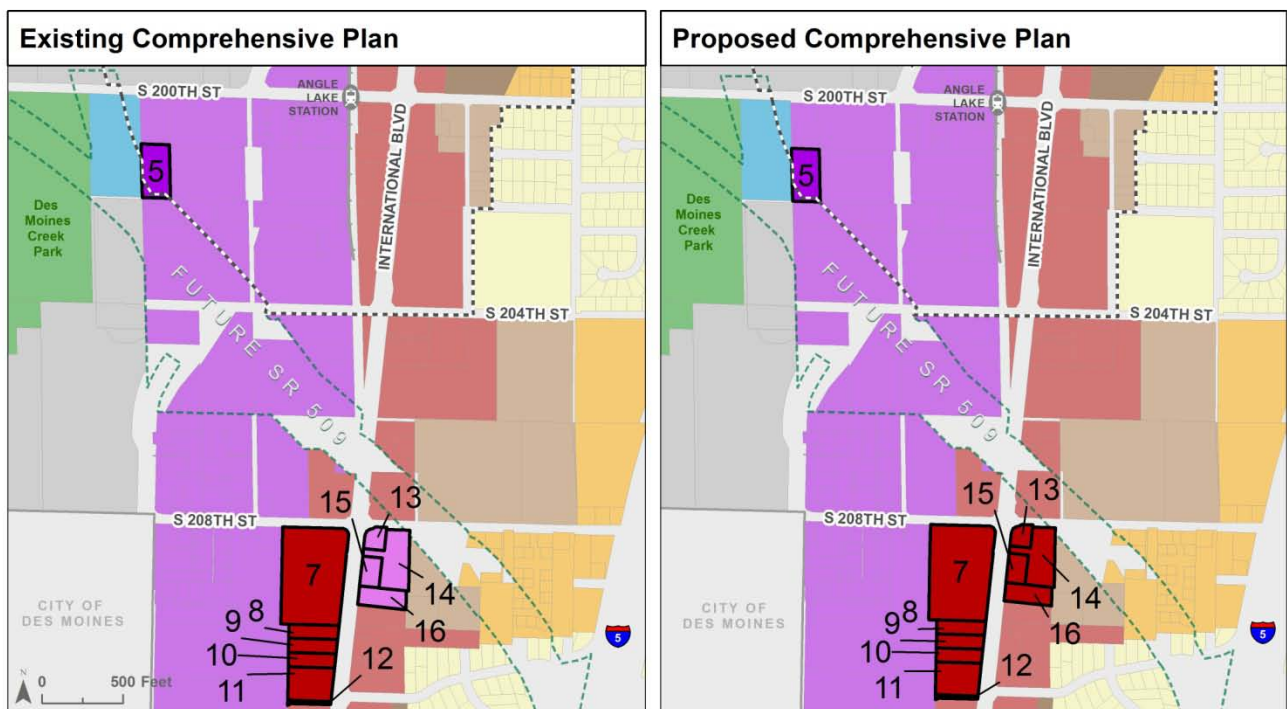 Existing Comprehensive Plan
S 200TH ST
ANGLE
LAKE
STATION
INTERNATIONAL BLVD
5
Des
Moines
Creek
Park
FUTURE SR 509
S 204TH ST
S 208TH ST
15
13
7
14
16
8
9
10
11
12
CITY OF
DES MOINES
5
N
0
500 Feet
Proposed Comprehensive Plan
S 200TH ST
ANGLE
LAKE
STATION
INTERNATIONAL BLVD
5
Des
Moines
Creek
Park
FUTURE SR 509
S 204TH ST
S 208TH ST
15
13
7
14
16
8
9
10
11
12
CITY OF
DES MOINES
5